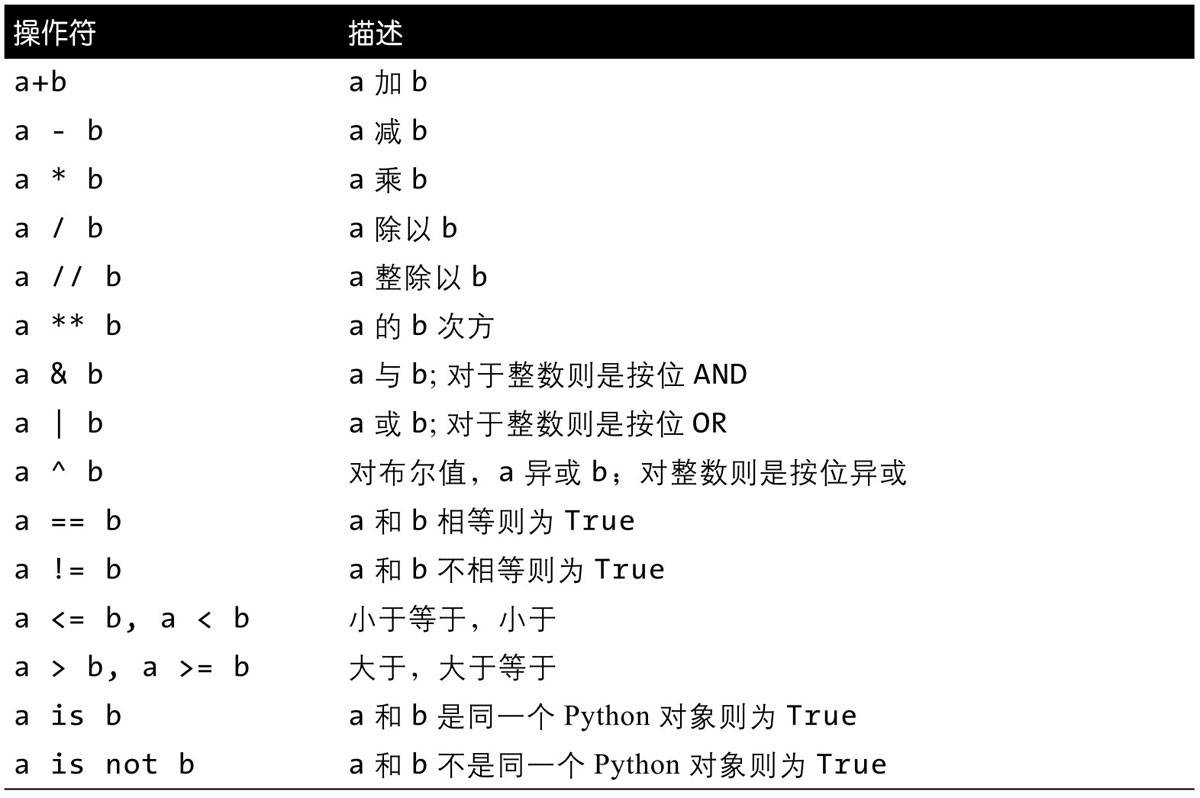 操作符 描述
a+b a 加 b
a - b a 减 b
a * b a 乘 b
a / b a 除以 b
a // b a 整除以 b
a ** b a 的 b 次方
a & b a 与 b; 对于整数则是按位 AND
a | b a 或 b; 对于整数则是按位 OR
a ^ b 对布尔值，a 异或 b；对整数则是按位异或
a == b a 和 b 相等则为 True
a != b a 和 b 不相等则为 True
a <= b, a < b 小于等于，小于
a > b, a >= b 大于，大于等于
a is b a 和 b 是同一个 Python 对象则为 True
a is not b a 和 b 不是同一个 Python 对象则为 True